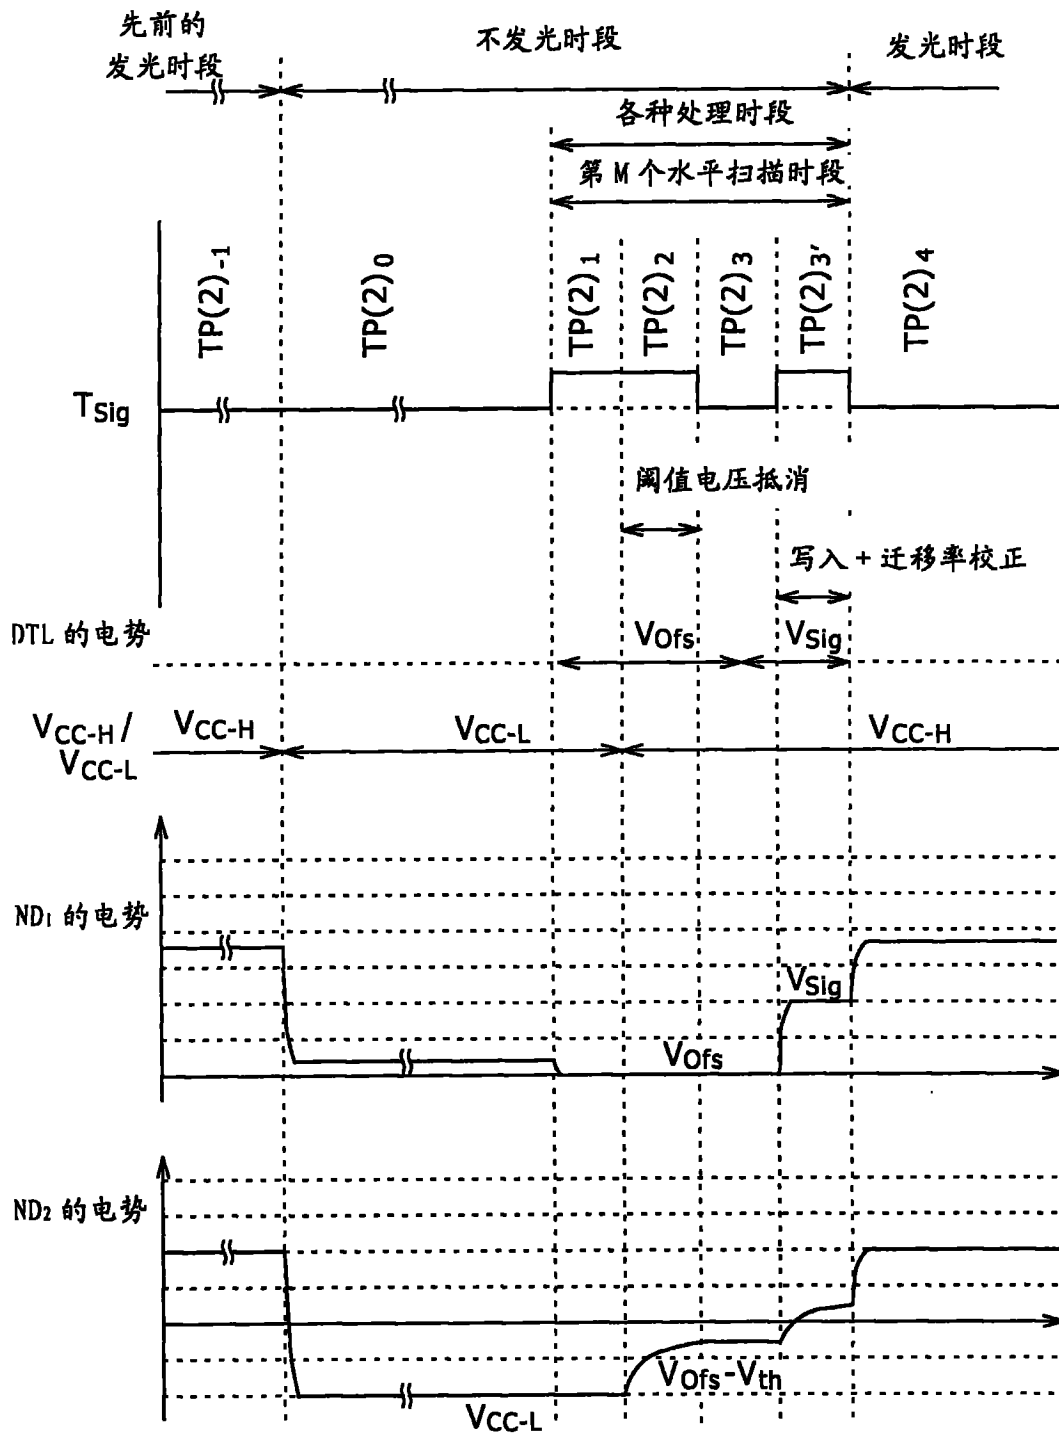 先前的
发光时段
不发光时段
发光时段
各种处理时段
第 M 个水平扫描时段
TP(2)-1
TP(2)0
TP(2)1
TP(2)2
TP(2)3
TP(2)3'
TP(2)4
TSig
阈值电压抵消
写入 + 迁移率校正
DTL 的电势
VOfs
VSig
VCC-H /
VCC-L
VCC-H
VCC-L
VCC-H
ND1 的电势
VSig
VOfs
ND2 的电势
VOfs-Vth
VCC-L